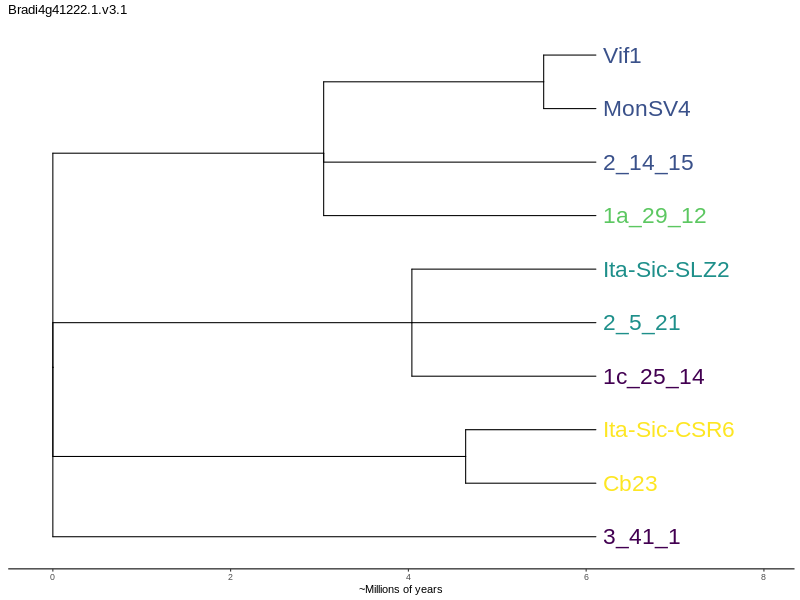 Bradi4g41222.1.v3.1
Vif1
MonSV4
2_14_15
1a_29_12
Ita-Sic-SLZ2
2_5_21
1c_25_14
Ita-Sic-CSR6
Cb23
3_41_1
0 2 4 6 8
~Millions of years